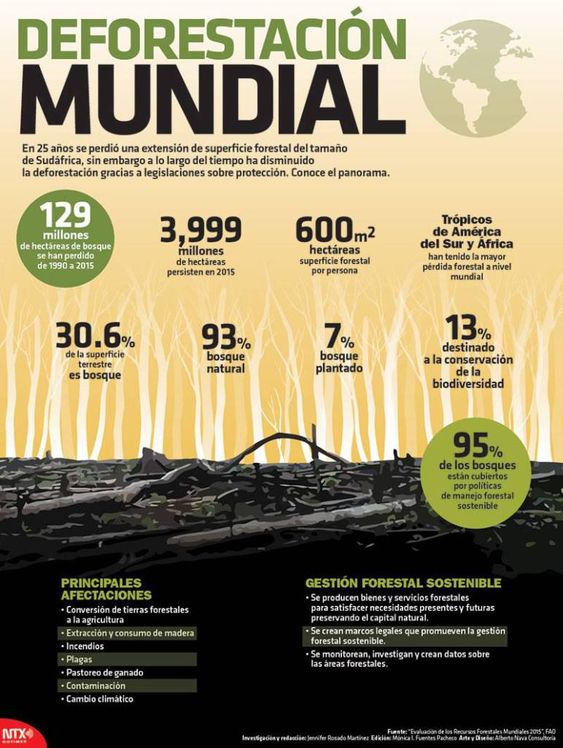 DEFORESTACIÓN
MUNDIAL
En 25 años se perdió una extensión de superficie forestal del tamaño
de Sudáfrica, sin embargo a lo largo del tiempo ha disminuido
la deforestación gracias a legislaciones sobre protección. Conoce el panorama.
129
millones
de hectáreas de bosque
se han perdido
de 1990 a 2015
3,999
millones
de hectáreas
persisten en 2015
600m²
hectáreas
superficie forestal
por persona
Trópicos
de América
del Sur y África
han tenido la mayor
pérdida forestal a nivel
mundial
30.6%
de la superficie
terrestre
es bosque
93%
bosque
natural
7%
bosque
plantado
13%
destinado
a la conservación
de la
biodiversidad
95%
de los bosques
están cubiertos
por políticas
de manejo forestal
sostenible
PRINCIPALES
AFECTACIONES
• Conversión de tierras forestales
a la agricultura
• Extracción y consumo de madera
• Incendios
• Plagas
• Pastoreo de ganado
• Contaminación
• Cambio climático
GESTIÓN FORESTAL SOSTENIBLE
• Se producen bienes y servicios forestales
para satisfacer necesidades presentes y futuras
preservando el capital natural.
• Se crean marcos legales que promueven la gestión
forestal sostenible.
• Se monitorean, investigan y crean datos sobre
las áreas forestales.
NTX
NOTIMEX
Fuente: "Evaluación de los Recursos Forestales Mundiales 2015", FAO
Investigación y redacción: Jennifer Rosado Martínez Edición: Mónica I. Fuentes Pacheco Arte y Diseño: Alberto Nava Consultoría